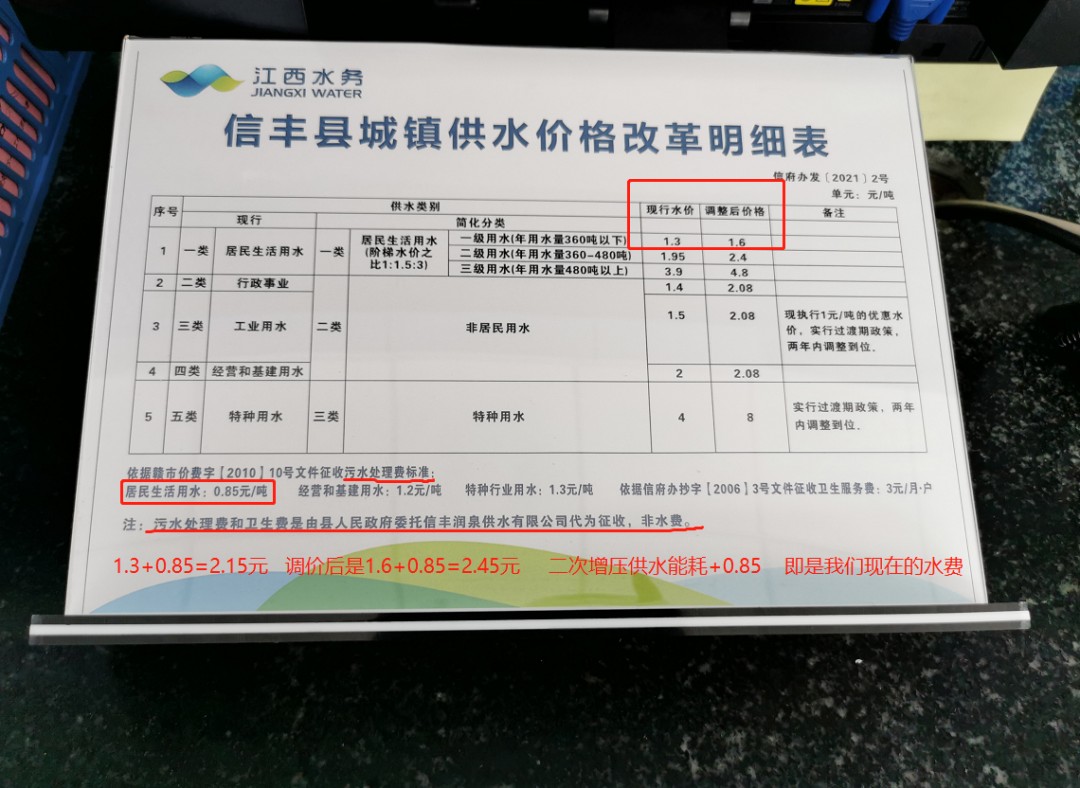 江西水务
JIANGXI WATER
信丰县城镇供水价格改革明细表
信府办发〔2021〕2号
单元：元/吨
序号 供水类别 现行水价 调整后价格 备注
现行 简化分类
1 一类 居民生活用水 一类 居民生活用水(阶梯水价之比1:1.5:3) 一级用水(年用水量360吨以下) 1.3 1.6
二级用水(年用水量360-480吨) 1.95 2.4
三级用水(年用水量480吨以上) 3.9 4.8
2 二类 行政事业 二类 非居民用水 1.4 2.08
3 三类 工业用水 1.5 2.08 现执行1元/吨的优惠水价，实行过渡期政策，两年内调整到位.
4 四类 经营和基建用水 2 2.08
5 五类 特种用水 三类 特种用水 4 8 实行过渡期政策，两年内调整到位.
依据赣市价费字［2010］10号文件征收污水处理费标准:
居民生活用水：0.85元/吨 经营和基建用水：1.2元/吨 特种行业用水：1.3元/吨 依据信府办抄字［2006］3号文件征收卫生服务费：3元/月·户
注：污水处理费和卫生费是由县人民政府委托信丰润泉供水有限公司代为征收，非水费。
1.3+0.85=2.15元 调价后是1.6+0.85=2.45元 二次增压供水能耗+0.85 即是我们现在的水费